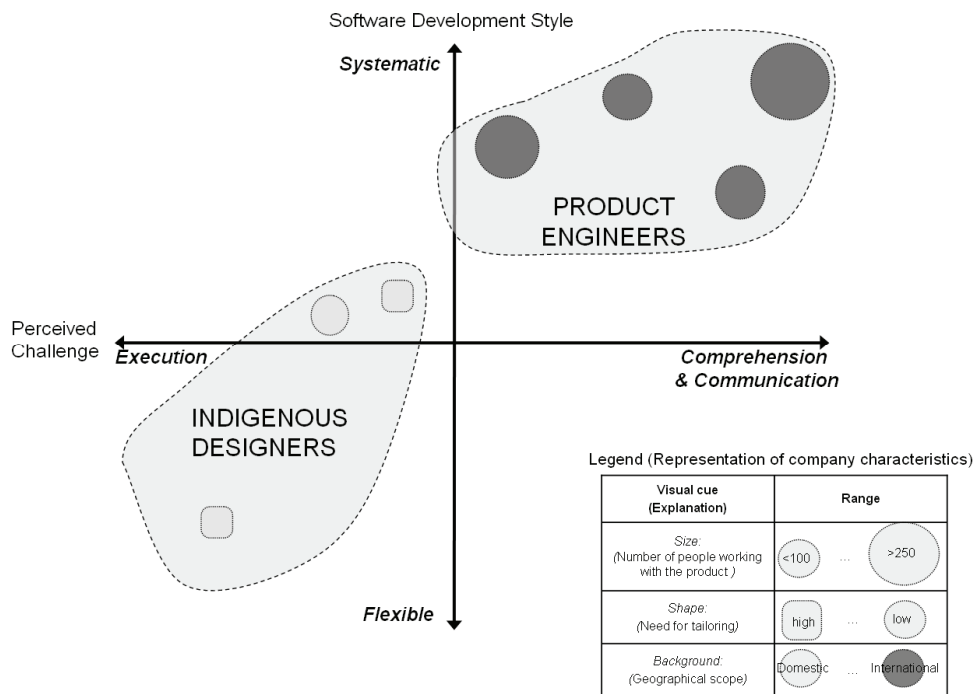 Software Development Style
Systematic
PRODUCT
ENGINEERS
Perceived
Challenge
Execution
Comprehension
& Communication
INDIGENOUS
DESIGNERS
Flexible
Legend (Representation of company characteristics)
Visual cue
(Explanation)
Range
Size:
(Number of people working
with the product )
<100 ... >250
Shape:
(Need for tailoring)
high ... low
Background:
(Geographical scope)
Domestic ... International